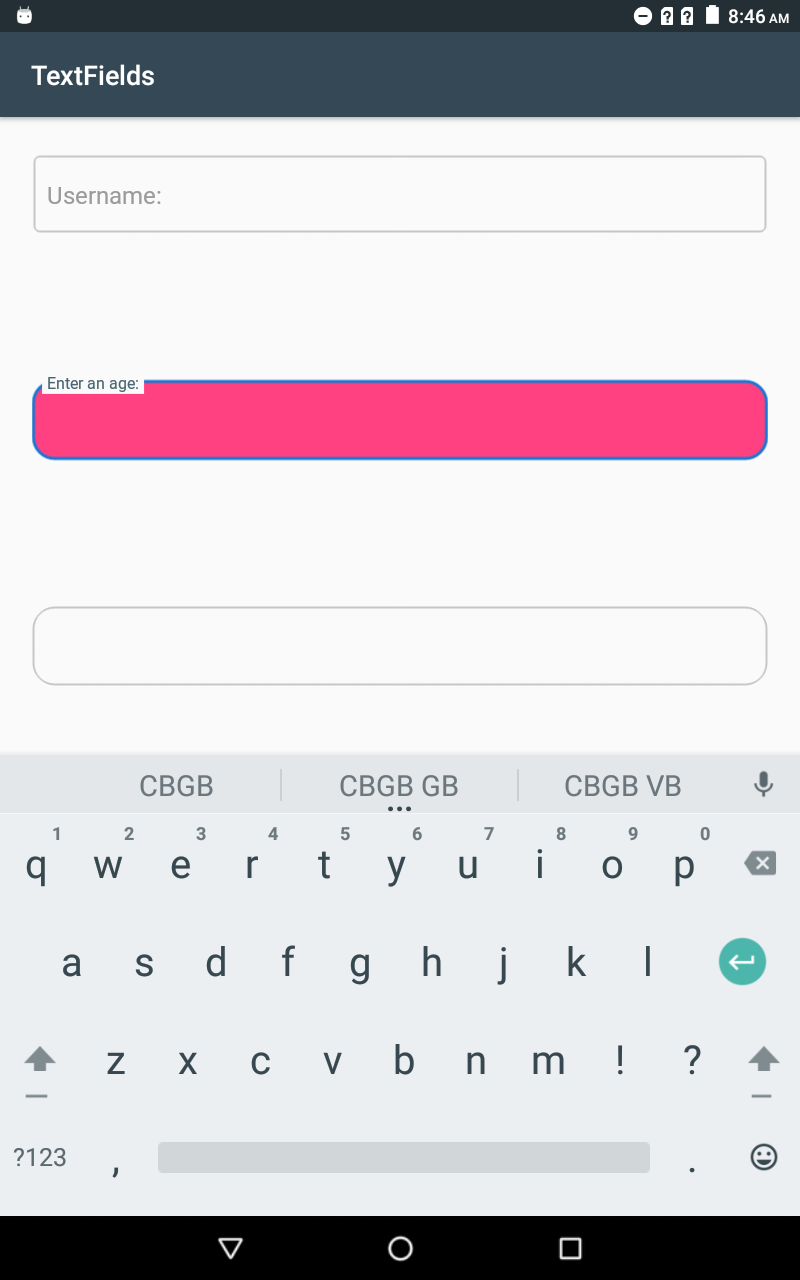 8:46 AM
TextFields
Username:
Enter an age:
CBGB CBGB GB CBGB VB
1 2 3 4 5 6 7 8 9 0
q w e r t y u i o p
a s d f g h j k l
z x c v b n m ! ?
?123 , .